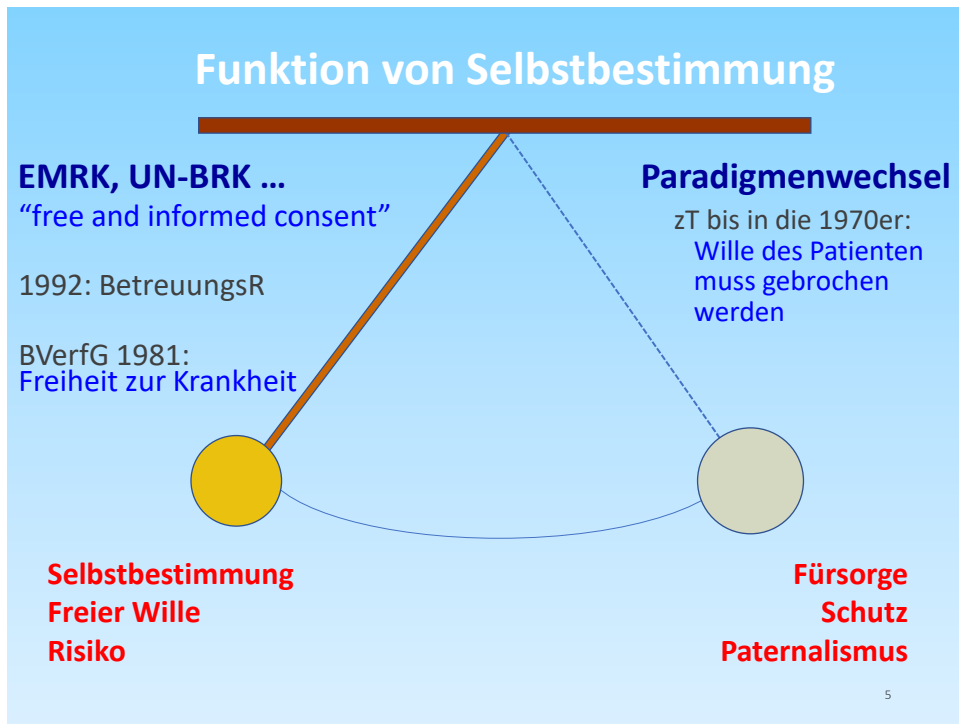 Funktion von Selbstbestimmung
EMRK, UN-BRK …
“free and informed consent”
1992: BetreuungsR
BVerfG 1981:
Freiheit zur Krankheit
Paradigmenwechsel
zT bis in die 1970er:
Wille des Patienten
muss gebrochen
werden
Selbstbestimmung
Freier Wille
Risiko
Fürsorge
Schutz
Paternalismus
5